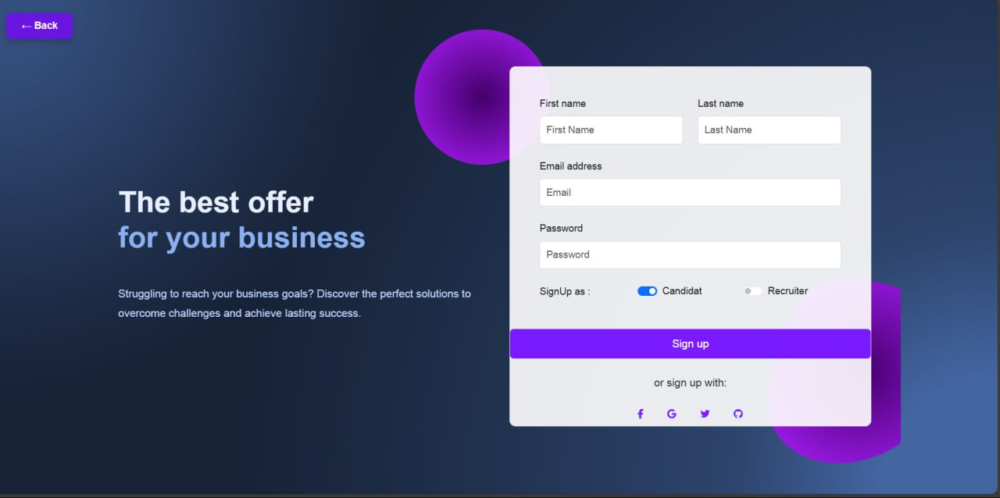 ← Back
The best offer
for your business
Struggling to reach your business goals? Discover the perfect solutions to
overcome challenges and achieve lasting success.
First name Last name
First Name Last Name
Email address
Email
Password
Password
SignUp as : Candidat Recruiter
Sign up
or sign up with: